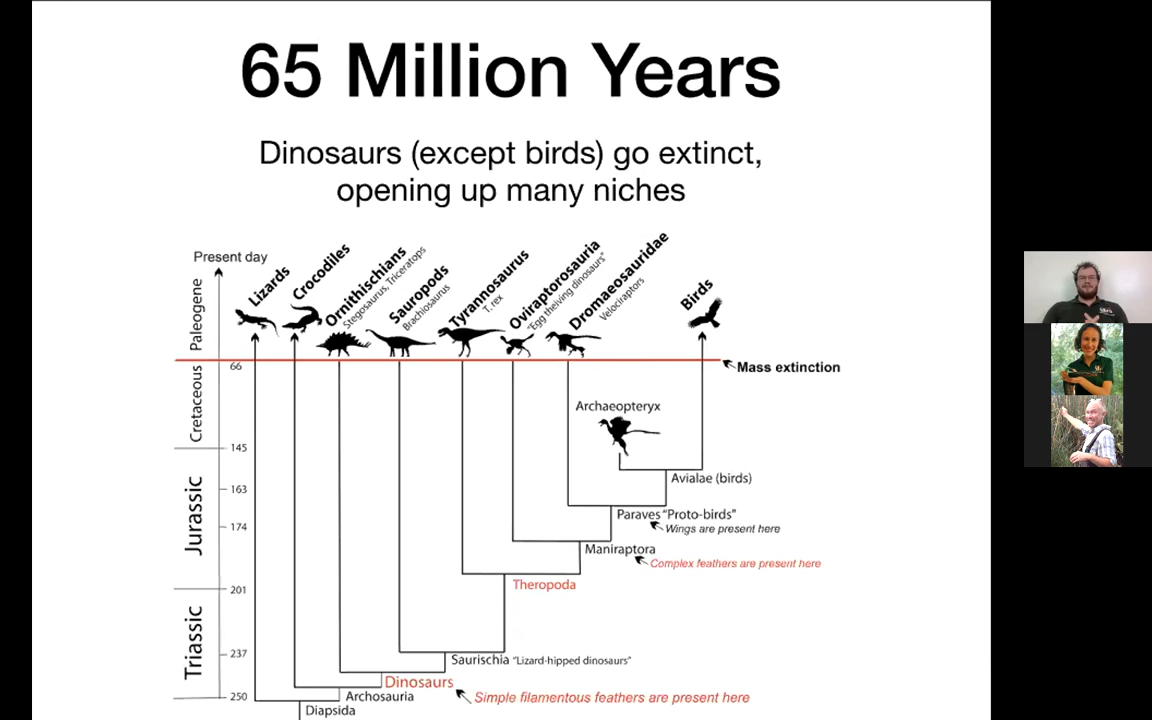 65 Million Years
Dinosaurs (except birds) go extinct,
opening up many niches
Present day
Lizards
Crocodiles
Ornithischians
Stegosaurus, Triceratops
Sauropods
Brachiosaurus
Tyrannosaurus
T. rex
Oviraptorosauria
"Egg theiving dinosaurs"
Dromaeosauridae
Velociraptors
Birds
Paleogene
66
Mass extinction
Cretaceous
Archaeopteryx
145
Avialae (birds)
Jurassic
163
Paraves "Proto-birds"
174
Wings are present here
Maniraptora
Complex feathers are present here
Theropoda
201
Triassic
237
Saurischia "Lizard-hipped dinosaurs"
Dinosaurs
Simple filamentous feathers are present here
250
Archosauria
Diapsida